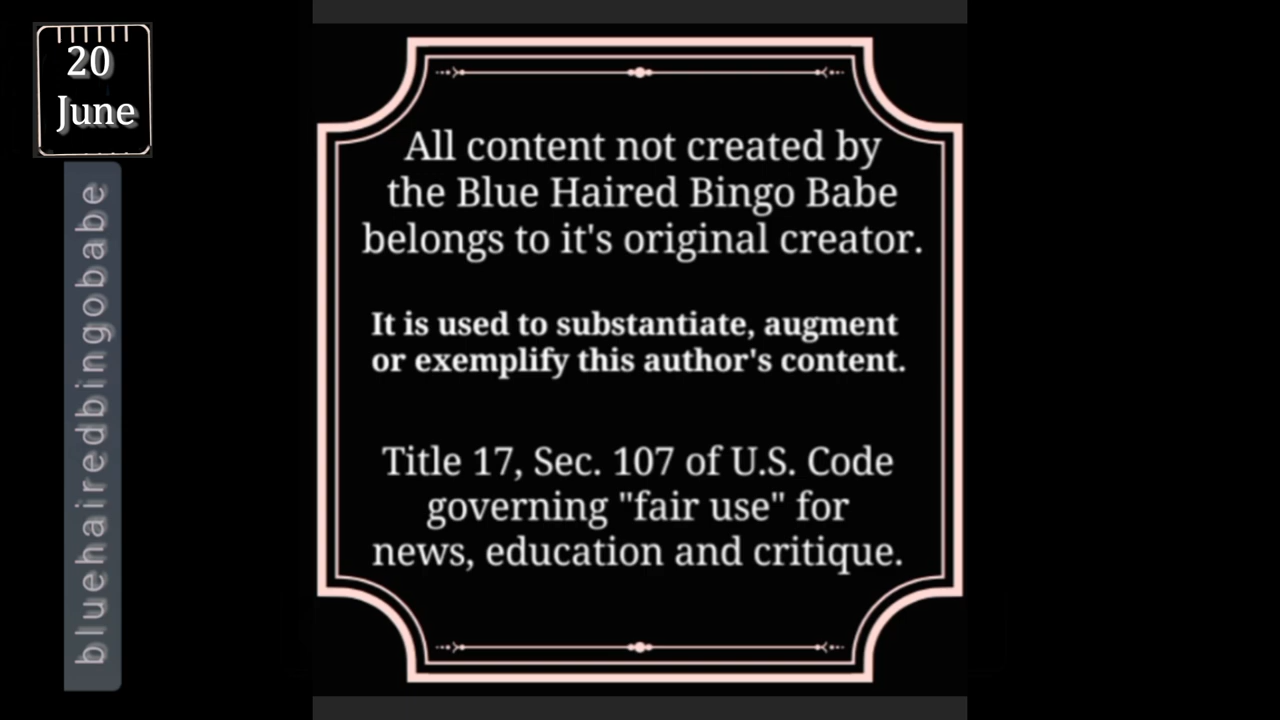 20
June
bluehairedbingobabe
All content not created by
the Blue Haired Bingo Babe
belongs to it's original creator.
It is used to substantiate, augment
or exemplify this author's content.
Title 17, Sec. 107 of U.S. Code
governing "fair use" for
news, education and critique.